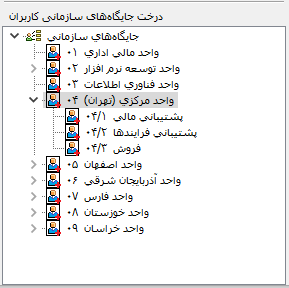 درخت جایگاه‌های سازمانی کاربران
جایگاه‌های سازمانی
۰۱ واحد مالی اداری
۰۲ واحد توسعه نرم افزار
۰۳ واحد فناوری اطلاعات
۰۴ واحد مرکزی (تهران)
۰۴/۱ پشتیبانی مالی
۰۴/۲ پشتیبانی فرایندها
۰۴/۳ فروش
۰۵ واحد اصفهان
۰۶ واحد آذربایجان شرقی
۰۷ واحد فارس
۰۸ واحد خوزستان
۰۹ واحد خراسان